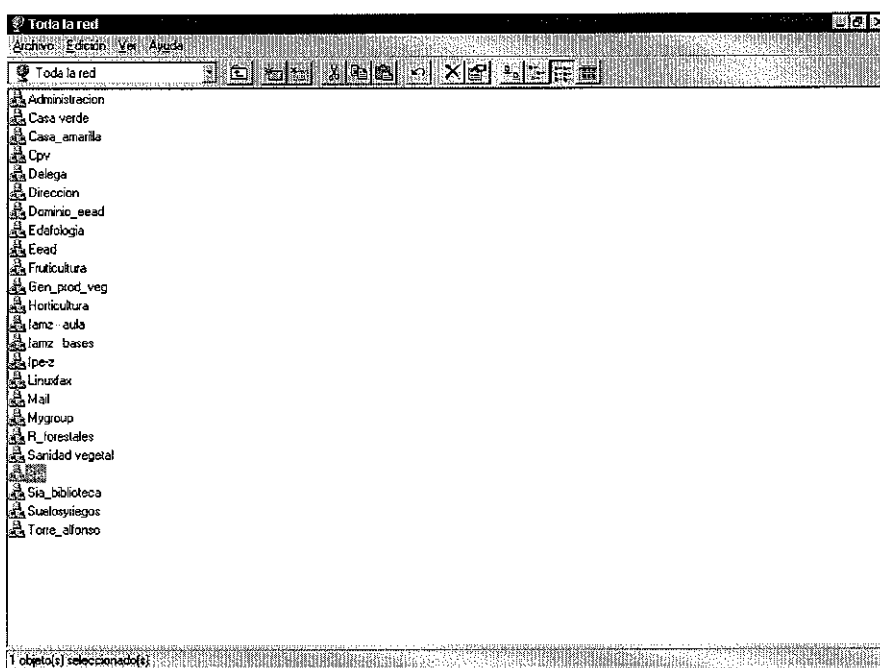 Toda la red
Archivo Edición Ver Ayuda
Toda la red
Administracion
Casa verde
Casa_amarilla
Cpv
Delega
Direccion
Dominio_eead
Edafologia
Eead
Fruticultura
Gen_prod_veg
Horticultura
Iamz - aula
Iamz bases
Ipe-z
Linuxfax
Mail
Mygroup
R_forestales
Sanidad vegetal
Sia_biblioteca
Suelosyriegos
Torre_alfonso
1 objeto(s) seleccionado(s)